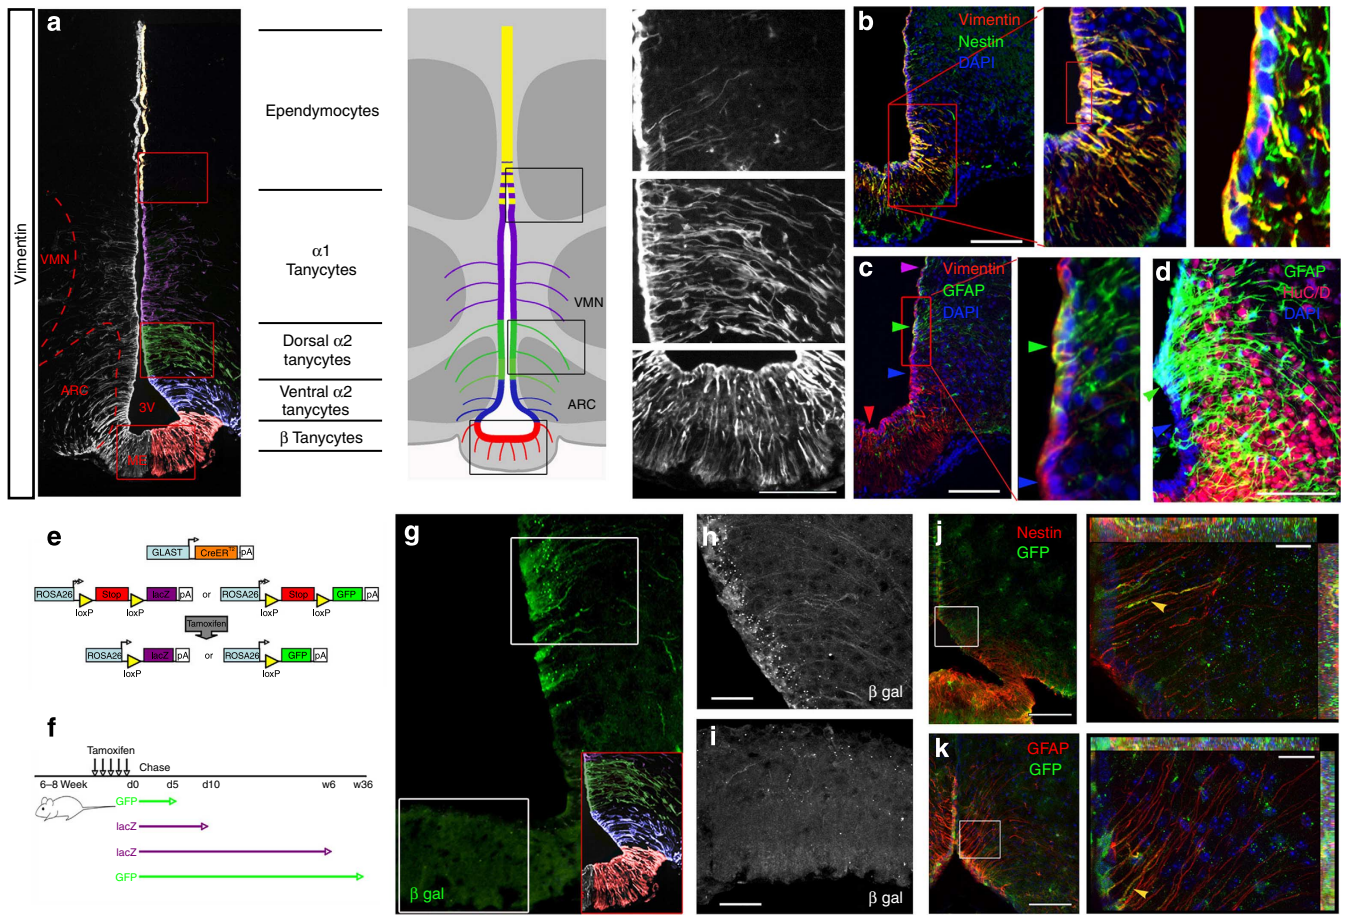 Vimentin
a
VMN
ARC
3V
ME
Ependymocytes
α1
Tanycytes
Dorsal α2
tanycytes
Ventral α2
tanycytes
β Tanycytes
VMN
ARC
b
Vimentin
Nestin
DAPI
c
Vimentin
GFAP
DAPI
d
GFAP
HuC/D
DAPI
e
GLAST
CreERT2
pA
ROSA26 Stop lacZ pA or ROSA26 Stop GFP pA
loxP loxP loxP loxP
Tamoxifen
ROSA26 lacZ pA or ROSA26 GFP pA
loxP loxP
f
Tamoxifen
Chase
6–8 Week d0 d5 d10 w6 w36
GFP
lacZ
lacZ
GFP
g
β gal
h
β gal
i
β gal
j
Nestin
GFP
k
GFAP
GFP